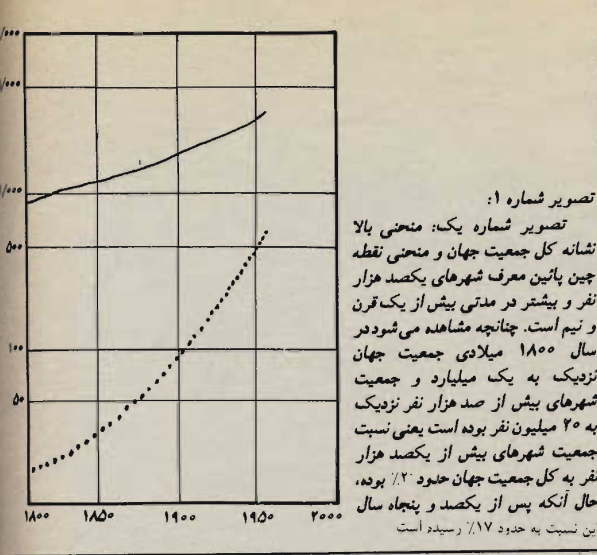 /۰۰۰
/۰۰۰
/۰۰۰
۵۰۰
۱۰۰
۵۰
۱۸۰۰ ۱۸۵۰ ۱۹۰۰ ۱۹۵۰ ۲۰۰۰
تصویر شماره ۱:
تصویر شماره یک: منحنی بالا
نشانه کل جمعیت جهان و منحنی نقطه
چین پائین معرف شهرهای یکصد هزار
نفر و بیشتر در مدتی بیش از یک قرن
و نیم است. چنانچه مشاهده می‌شود در
سال ۱۸۰۰ میلادی جمعیت جهان
نزدیک به یک میلیارد و جمعیت
شهرهای بیش از صد هزار نفر نزدیک
به ۲۰ میلیون نفر بوده است یعنی نسبت
جمعیت شهرهای بیش از یکصد هزار
نفر به کل جمعیت جهان حدود ۲٪ بوده،
حال آنکه پس از یکصد و پنجاه سال
این نسبت به حدود ۱۷٪ رسیده است